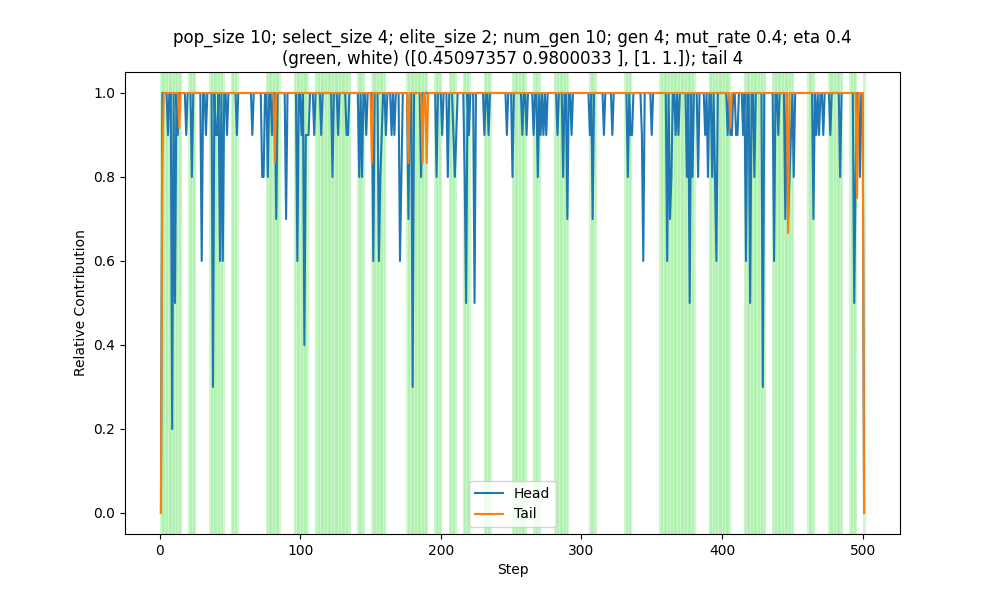 pop_size 10; select_size 4; elite_size 2; num_gen 10; gen 4; mut_rate 0.4; eta 0.4
(green, white) ([0.45097357 0.9800033 ], [1. 1.]); tail 4
1.0
0.8
0.6
0.4
0.2
0.0
Relative Contribution
Head
Tail
0
100
200
300
400
500
Step